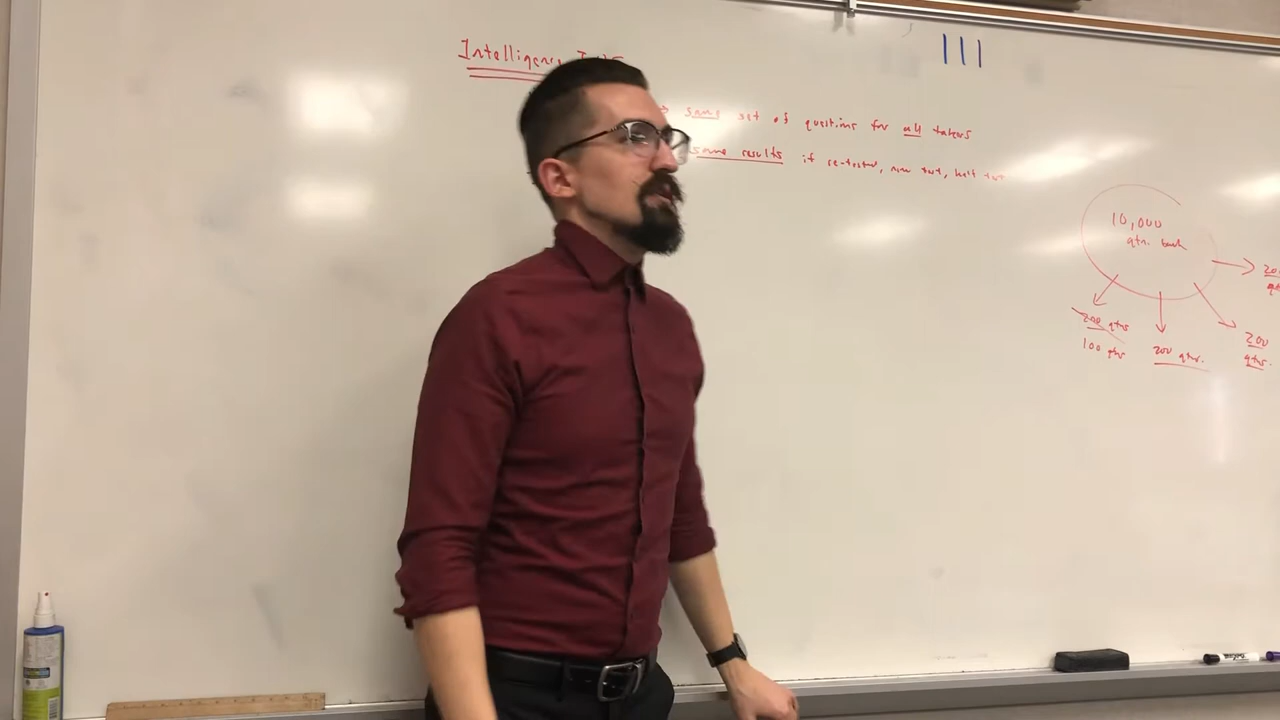 Intelligence
| | |
same set of questions for all takers
same results if re-tested, new test, half test
10,000
qtn. bank
200 qtns
100 qtns
200 qtns.
200
qtns.